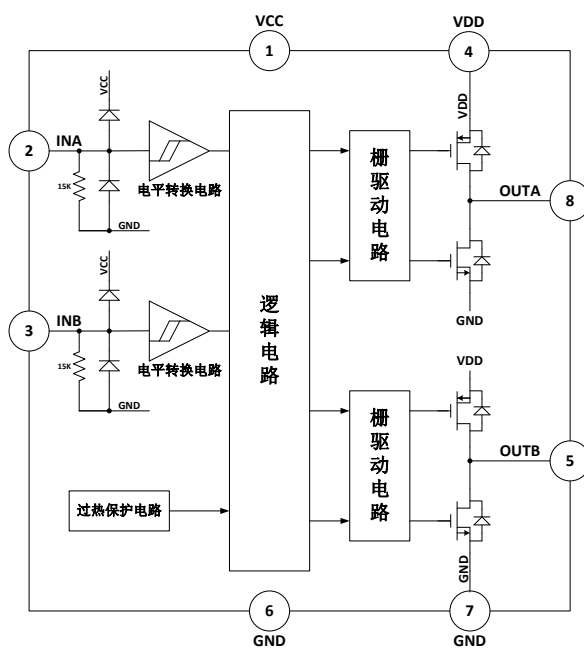 VCC
VDD
1
4
VCC
VDD
2
INA
15K
GND
电平转换电路
栅驱动电路
OUTA
8
GND
VCC
3
INB
15K
GND
电平转换电路
逻辑电路
VDD
栅驱动电路
OUTB
5
过热保护电路
GND
6
7
GND
GND